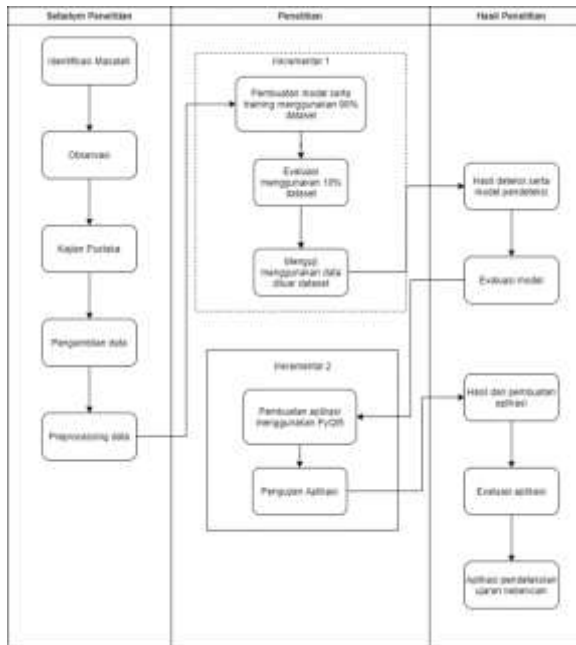 Sebelum Penelitian
Penelitian
Hasil Penelitian
Identifikasi Masalah
Observasi
Kajian Pustaka
Pengambilan data
Preprocessing data
Incremental 1
Pembuatan model serta
training menggunakan 90%
dataset
Evaluasi
menggunakan 10%
dataset
Menguji
menggunakan data
diluar dataset
Incremental 2
Pembuatan aplikasi
menggunakan PyQt5
Pengujian Aplikasi
Hasil deteksi serta
model pendeteksi
Evaluasi model
Hasil dari pembuatan
aplikasi
Evaluasi aplikasi
Aplikasi pendeteksian
ujaran kebencian